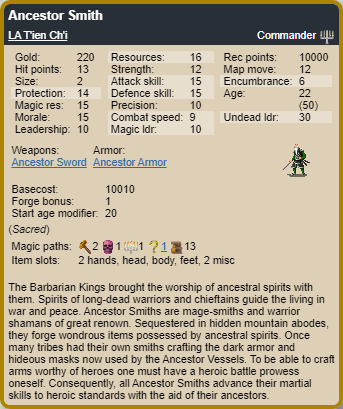 Ancestor Smith
LA T'ien Ch'i Commander
Gold: 220 Resources: 16 Rec points: 10000
Hit points: 13 Strength: 12 Map move: 12
Size: 2 Attack skill: 15 Encumbrance: 6
Protection: 14 Defence skill: 15 Age: 22
Magic res: 15 Precision: 10 (50)
Morale: 15 Combat speed: 9 Undead ldr: 30
Leadership: 10 Magic ldr: 10
Weapons: Armor:
Ancestor Sword Ancestor Armor
Basecost: 10010
Forge bonus: 1
Start age modifier: 20
(Sacred)
Magic paths: 2 1 1 ? 1 13
Item slots: 2 hands, head, body, feet, 2 misc
The Barbarian Kings brought the worship of ancestral spirits with
them. Spirits of long-dead warriors and chieftains guide the living in
war and peace. Ancestor Smiths are mage-smiths and warrior
shamans of great renown. Sequestered in hidden mountain abodes,
they forge wondrous items possessed by ancestral spirits. Once
many tribes had their own smiths crafting the dark armor and
hideous masks now used by the Ancestor Vessels. To be able to craft
arms worthy of heroes one must have a heroic battle prowess
oneself. Consequently, all Ancestor Smiths advance their martial
skills to heroic standards with the aid of their ancestors.